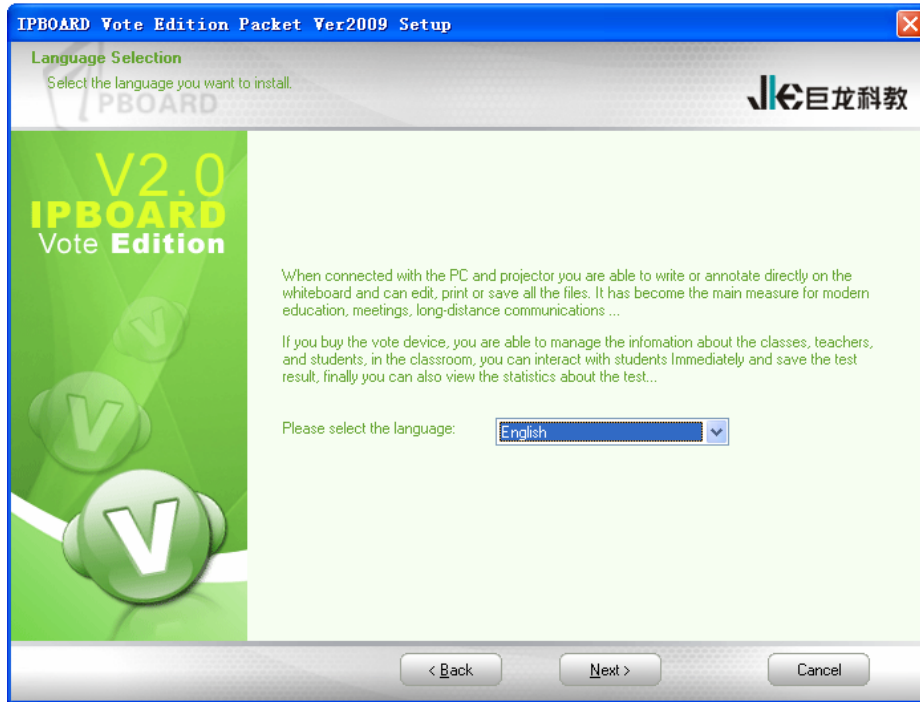 IPBOARD Vote Edition Packet Ver2009 Setup
Language Selection
Select the language you want to install.
IPBOARD
JKE巨龙科教
V2.0
IPBOARD
Vote Edition
When connected with the PC and projector you are able to write or annotate directly on the
whiteboard and can edit, print or save all the files. It has become the main measure for modern
education, meetings, long-distance communications ...
If you buy the vote device, you are able to manage the infomation about the classes, teachers,
and students, in the classroom, you can interact with students Immediately and save the test
result, finally you can also view the statistics about the test...
Please select the language:
English
V
V
V
< Back
Next >
Cancel